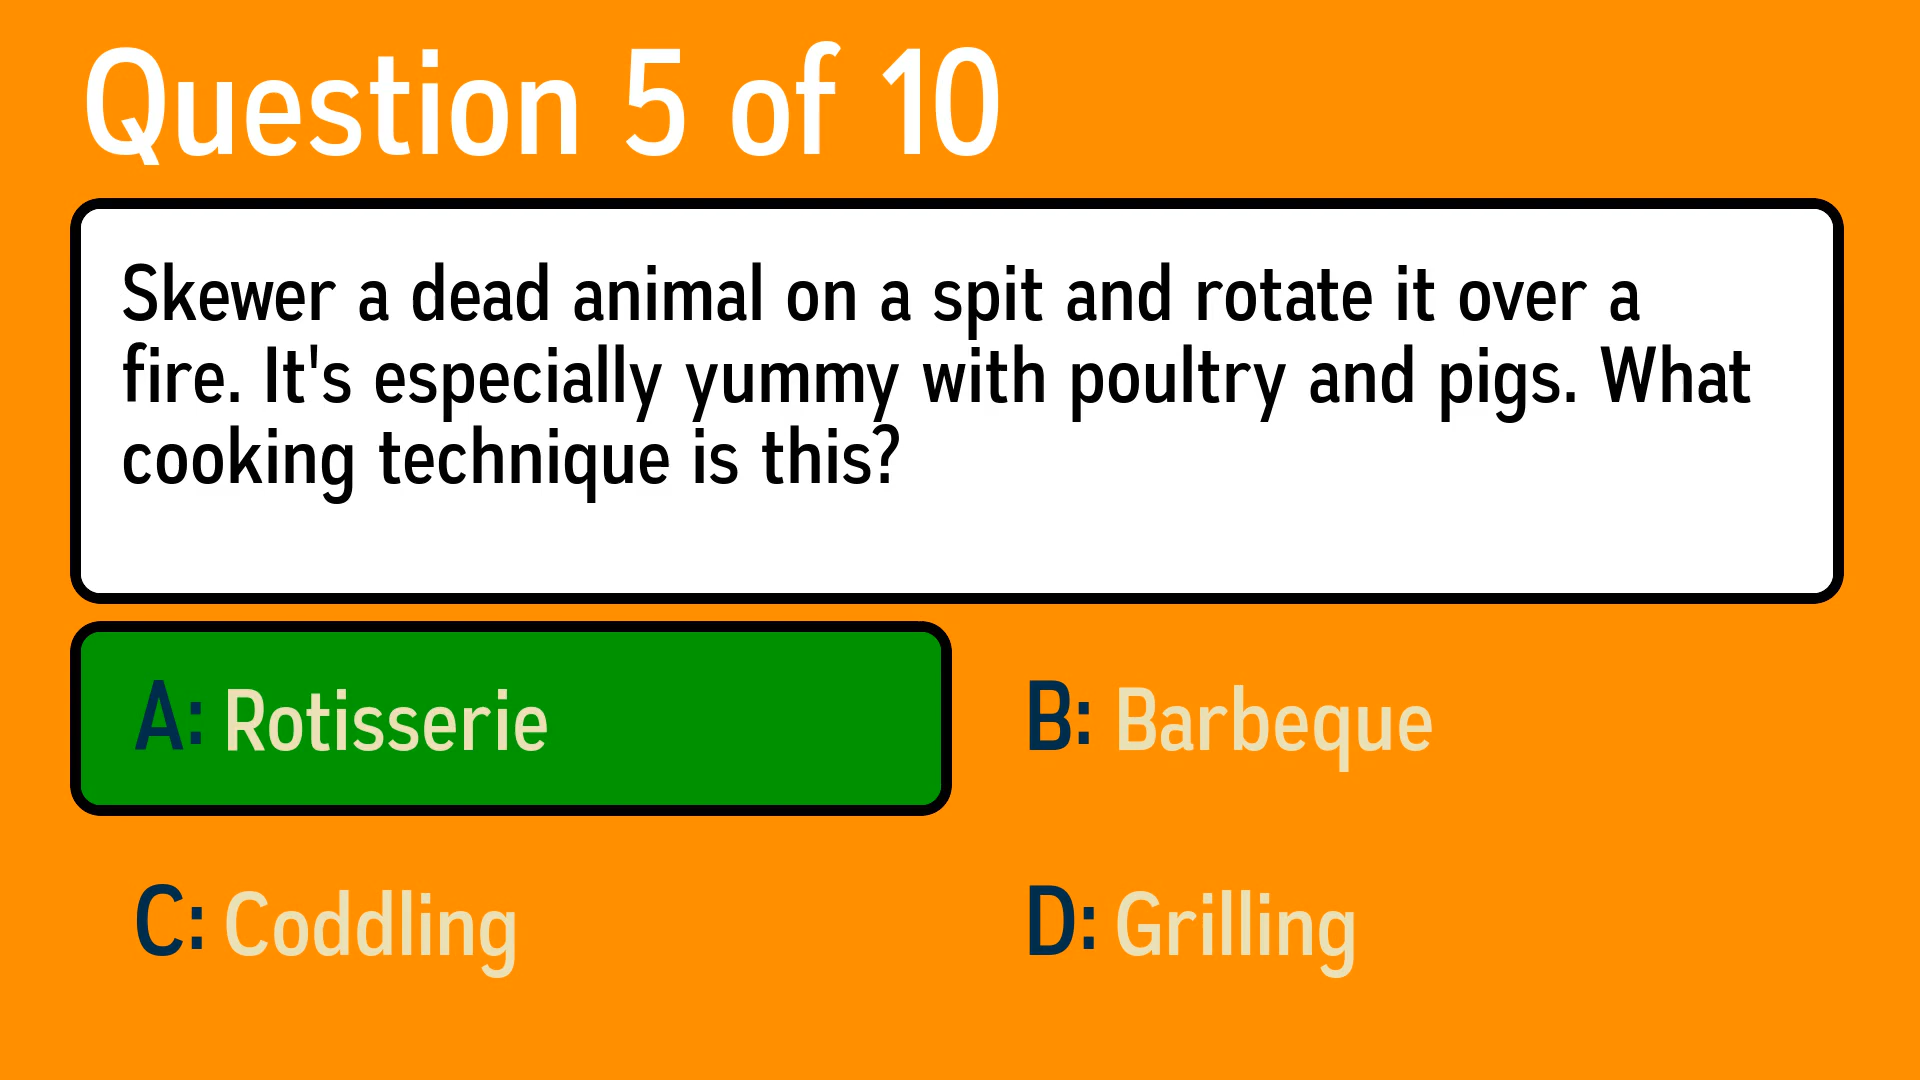 Question 5 of 10
Skewer a dead animal on a spit and rotate it over a
fire. It's especially yummy with poultry and pigs. What
cooking technique is this?
A: Rotisserie
B: Barbeque
C: Coddling
D: Grilling